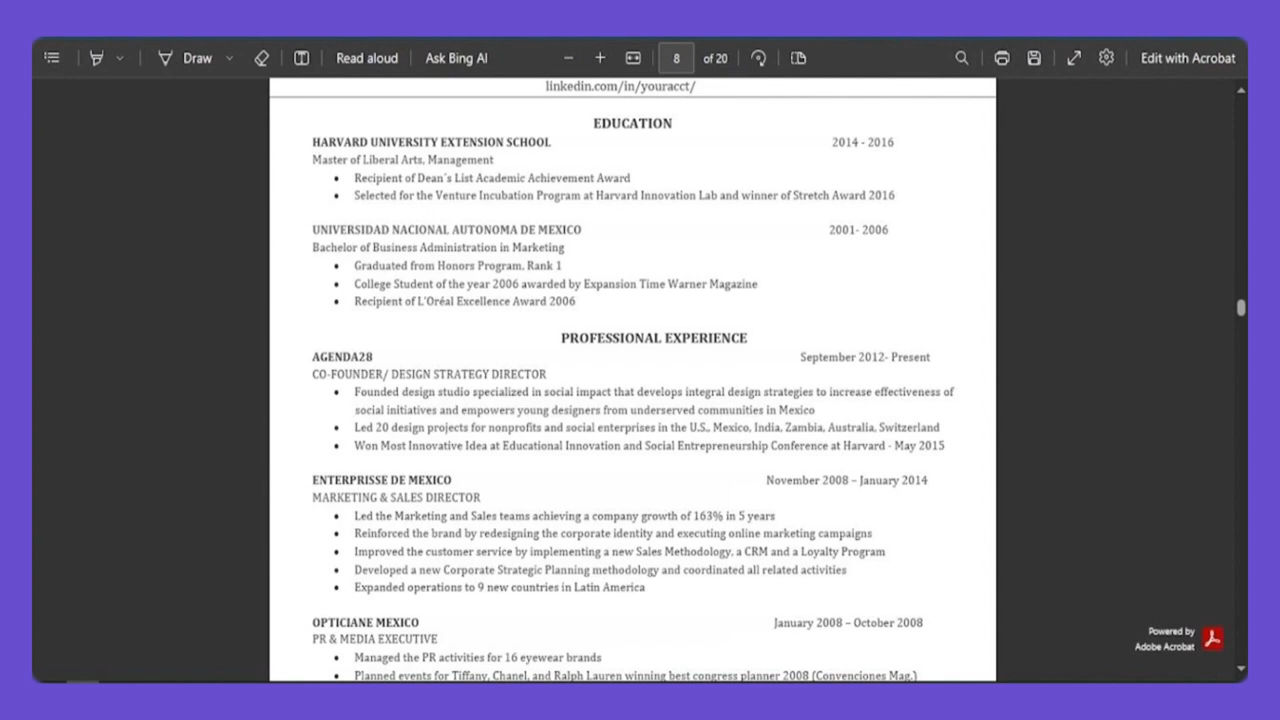 Draw
Read aloud
Ask Bing AI
8 of 20
Edit with Acrobat
linkedin.com/in/youracct/
EDUCATION
HARVARD UNIVERSITY EXTENSION SCHOOL 2014 - 2016
Master of Liberal Arts, Management
• Recipient of Dean´s List Academic Achievement Award
• Selected for the Venture Incubation Program at Harvard Innovation Lab and winner of Stretch Award 2016
UNIVERSIDAD NACIONAL AUTONOMA DE MEXICO 2001- 2006
Bachelor of Business Administration in Marketing
• Graduated from Honors Program, Rank 1
• College Student of the year 2006 awarded by Expansion Time Warner Magazine
• Recipient of L'Oréal Excellence Award 2006
PROFESSIONAL EXPERIENCE
AGENDA28 September 2012- Present
CO-FOUNDER/ DESIGN STRATEGY DIRECTOR
• Founded design studio specialized in social impact that develops integral design strategies to increase effectiveness of
social initiatives and empowers young designers from underserved communities in Mexico
• Led 20 design projects for nonprofits and social enterprises in the U.S., Mexico, India, Zambia, Australia, Switzerland
• Won Most Innovative Idea at Educational Innovation and Social Entrepreneurship Conference at Harvard - May 2015
ENTERPRISSE DE MEXICO November 2008 – January 2014
MARKETING & SALES DIRECTOR
• Led the Marketing and Sales teams achieving a company growth of 163% in 5 years
• Reinforced the brand by redesigning the corporate identity and executing online marketing campaigns
• Improved the customer service by implementing a new Sales Methodology, a CRM and a Loyalty Program
• Developed a new Corporate Strategic Planning methodology and coordinated all related activities
• Expanded operations to 9 new countries in Latin America
OPTICIANE MEXICO January 2008 – October 2008
PR & MEDIA EXECUTIVE
• Managed the PR activities for 16 eyewear brands
• Planned events for Tiffany, Chanel, and Ralph Lauren winning best congress planner 2008 (Convenciones Mag.)
Powered by
Adobe Acrobat